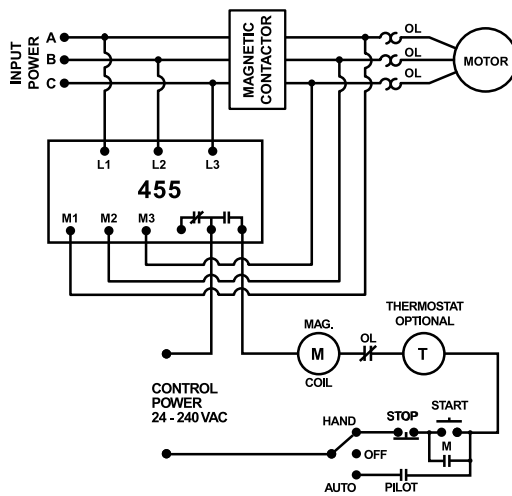 INPUT
POWER
A
B
C
MAGNETIC
CONTACTOR
OL
OL
OL
MOTOR
L1 L2 L3
455
M1 M2 M3
MAG.
M
COIL
OL
THERMOSTAT
OPTIONAL
T
CONTROL
POWER
24 - 240 VAC
HAND
STOP
START
M
OFF
AUTO
PILOT